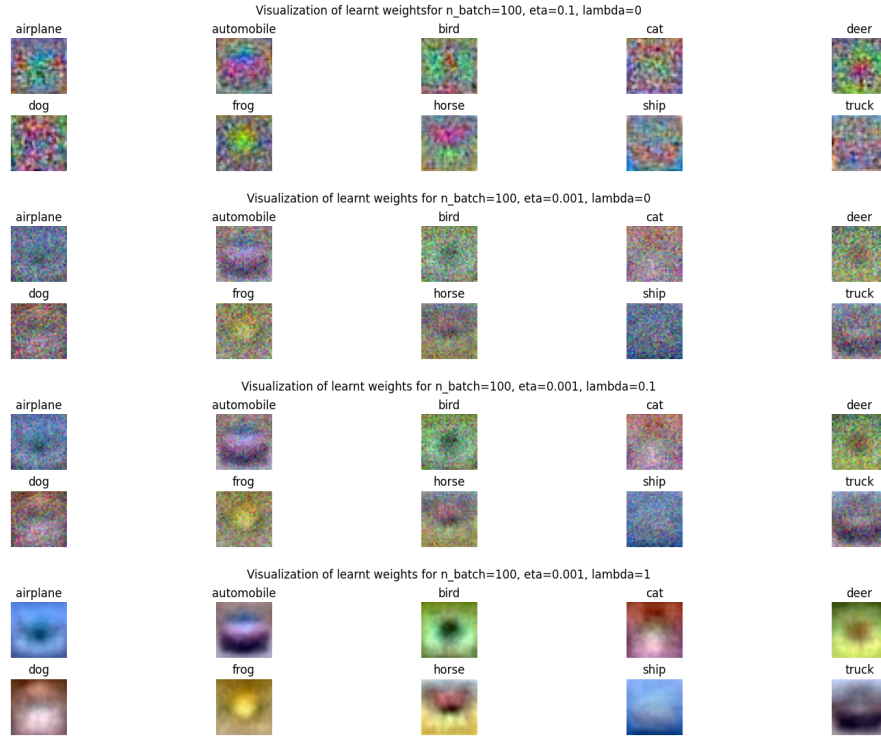 Visualization of learnt weightsfor n_batch=100, eta=0.1, lambda=0
airplane automobile bird cat deer
dog frog horse ship truck
Visualization of learnt weights for n_batch=100, eta=0.001, lambda=0
airplane automobile bird cat deer
dog frog horse ship truck
Visualization of learnt weights for n_batch=100, eta=0.001, lambda=0.1
airplane automobile bird cat deer
dog frog horse ship truck
Visualization of learnt weights for n_batch=100, eta=0.001, lambda=1
airplane automobile bird cat deer
dog frog horse ship truck